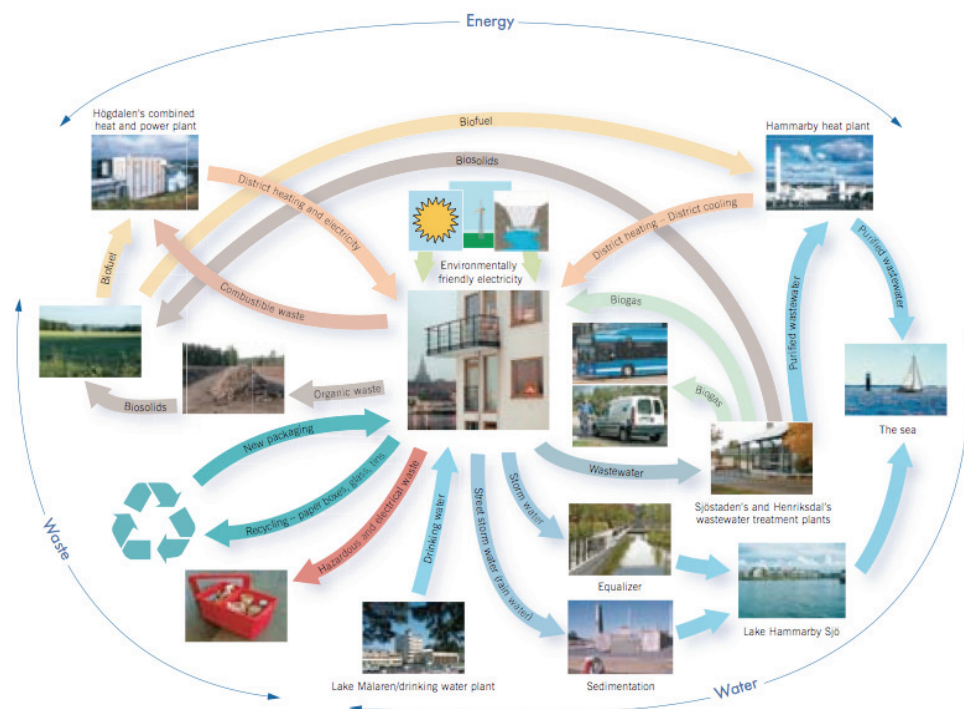 Energy
Högdalen's combined
heat and power plant
Biofuel
Hammarby heat plant
Biosolids
District heating and electricity
District heating – District cooling
Environmentally
friendly electricity
Purified wastewater
Biofuel
Combustible waste
Biogas
Purified wastewater
Biogas
Organic waste
Biosolids
The sea
New packaging
Recycling – paper boxes, glass, tins
Hazardous and electrical waste
Drinking water
Street storm water (rain water)
Storm water
Wastewater
Sjöstaden's and Henriksdal's
wastewater treatment plants
Waste
Equalizer
Lake Hammarby Sjö
Lake Mälaren/drinking water plant
Sedimentation
Water